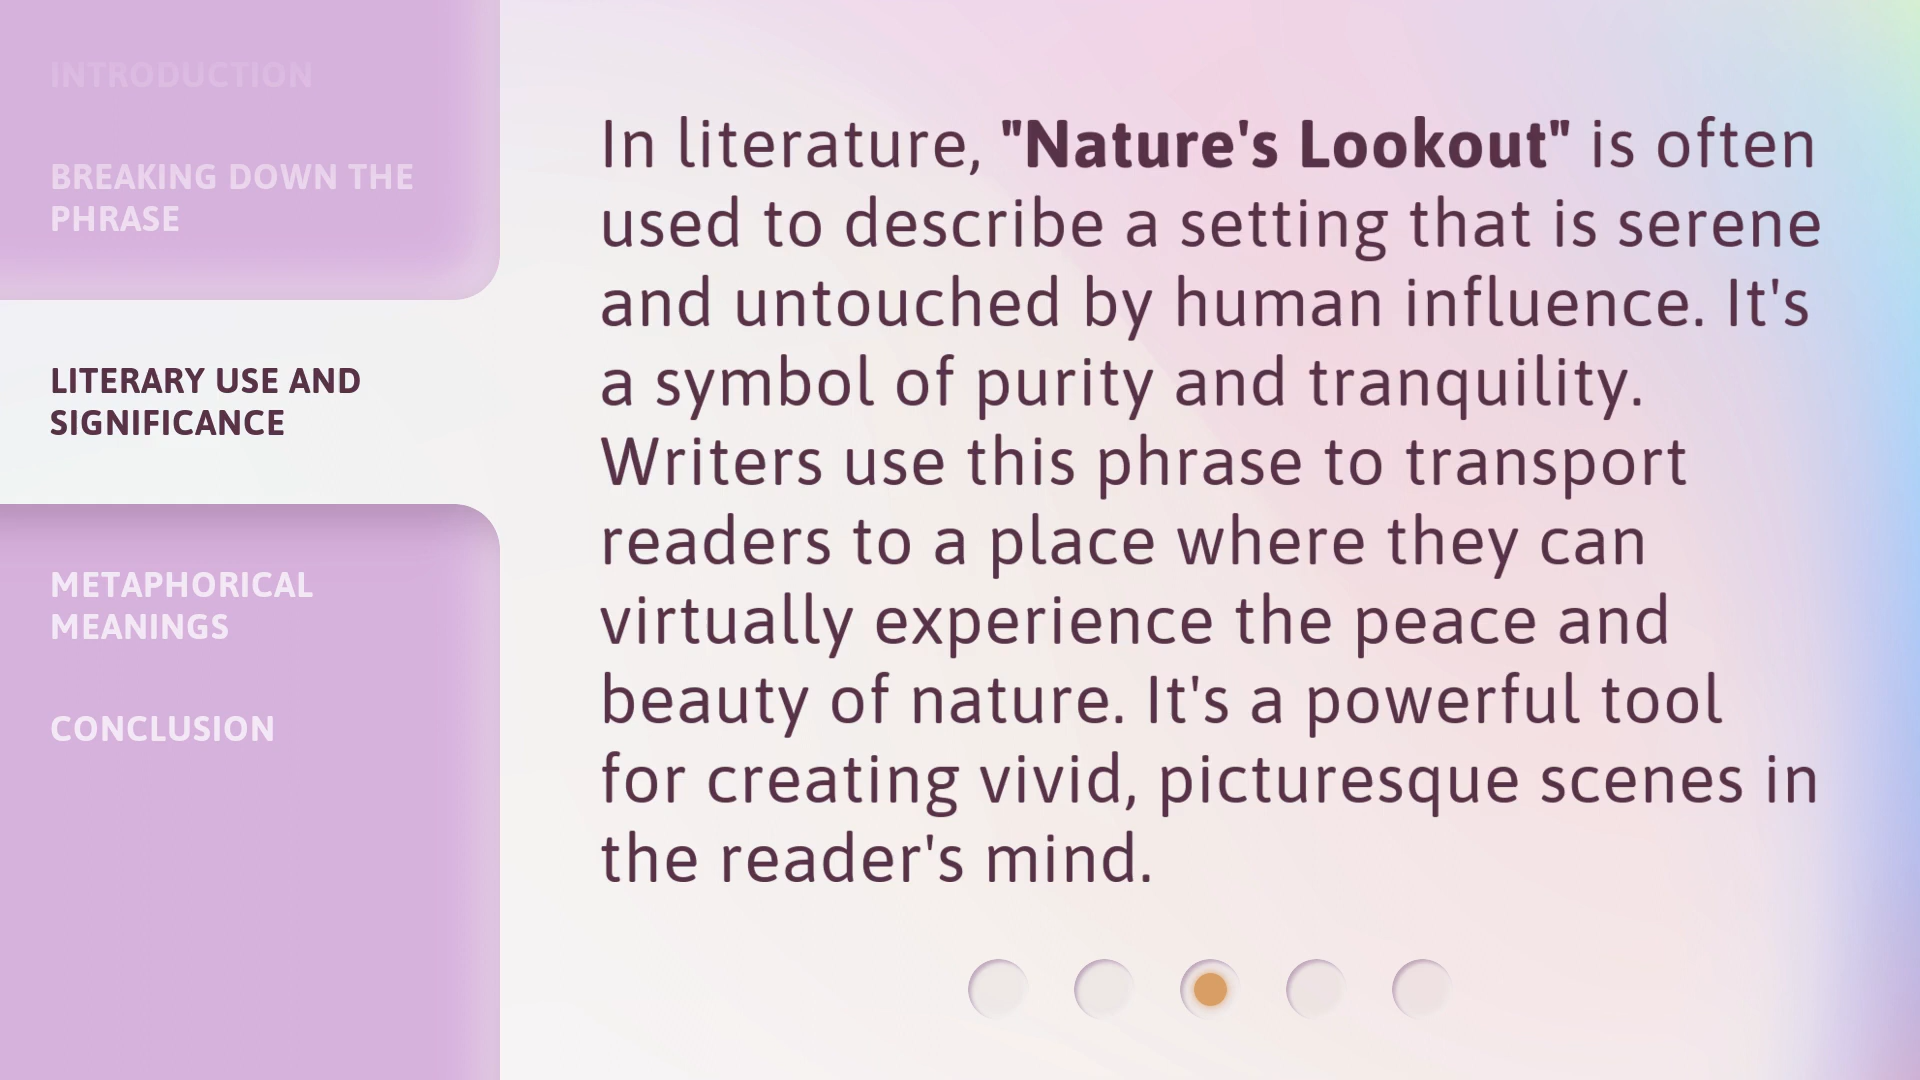 INTRODUCTION
BREAKING DOWN THE
PHRASE
LITERARY USE AND
SIGNIFICANCE
METAPHORICAL
MEANINGS
CONCLUSION
In literature, "Nature's Lookout" is often
used to describe a setting that is serene
and untouched by human influence. It's
a symbol of purity and tranquility.
Writers use this phrase to transport
readers to a place where they can
virtually experience the peace and
beauty of nature. It's a powerful tool
for creating vivid, picturesque scenes in
the reader's mind.